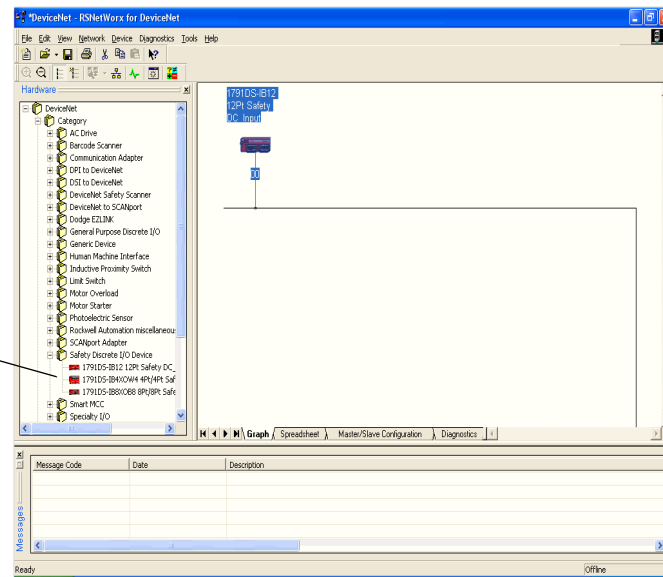 *DeviceNet - RSNetWorx for DeviceNet
File Edit View Network Device Diagnostics Tools Help
Hardware
DeviceNet
Category
AC Drive
Barcode Scanner
Communication Adapter
DPI to DeviceNet
DSI to DeviceNet
DeviceNet Safety Scanner
DeviceNet to SCANport
Dodge EZLINK
General Purpose Discrete I/O
Generic Device
Human Machine Interface
Inductive Proximity Switch
Limit Switch
Motor Overload
Motor Starter
Photoelectric Sensor
Rockwell Automation miscellaneou
SCANport Adapter
Safety Discrete I/O Device
1791DS-IB12 12Pt Safety DC_
1791DS-IB4XOW4 4Pt/4Pt Saf
1791DS-IB8XOB8 8Pt/8Pt Safe
Smart MCC
Specialty I/O
1791DS-IB12
12Pt Safety
DC_Input
00
Graph Spreadsheet Master/Slave Configuration Diagnostics
Messages
Message Code Date Description
Ready Offline